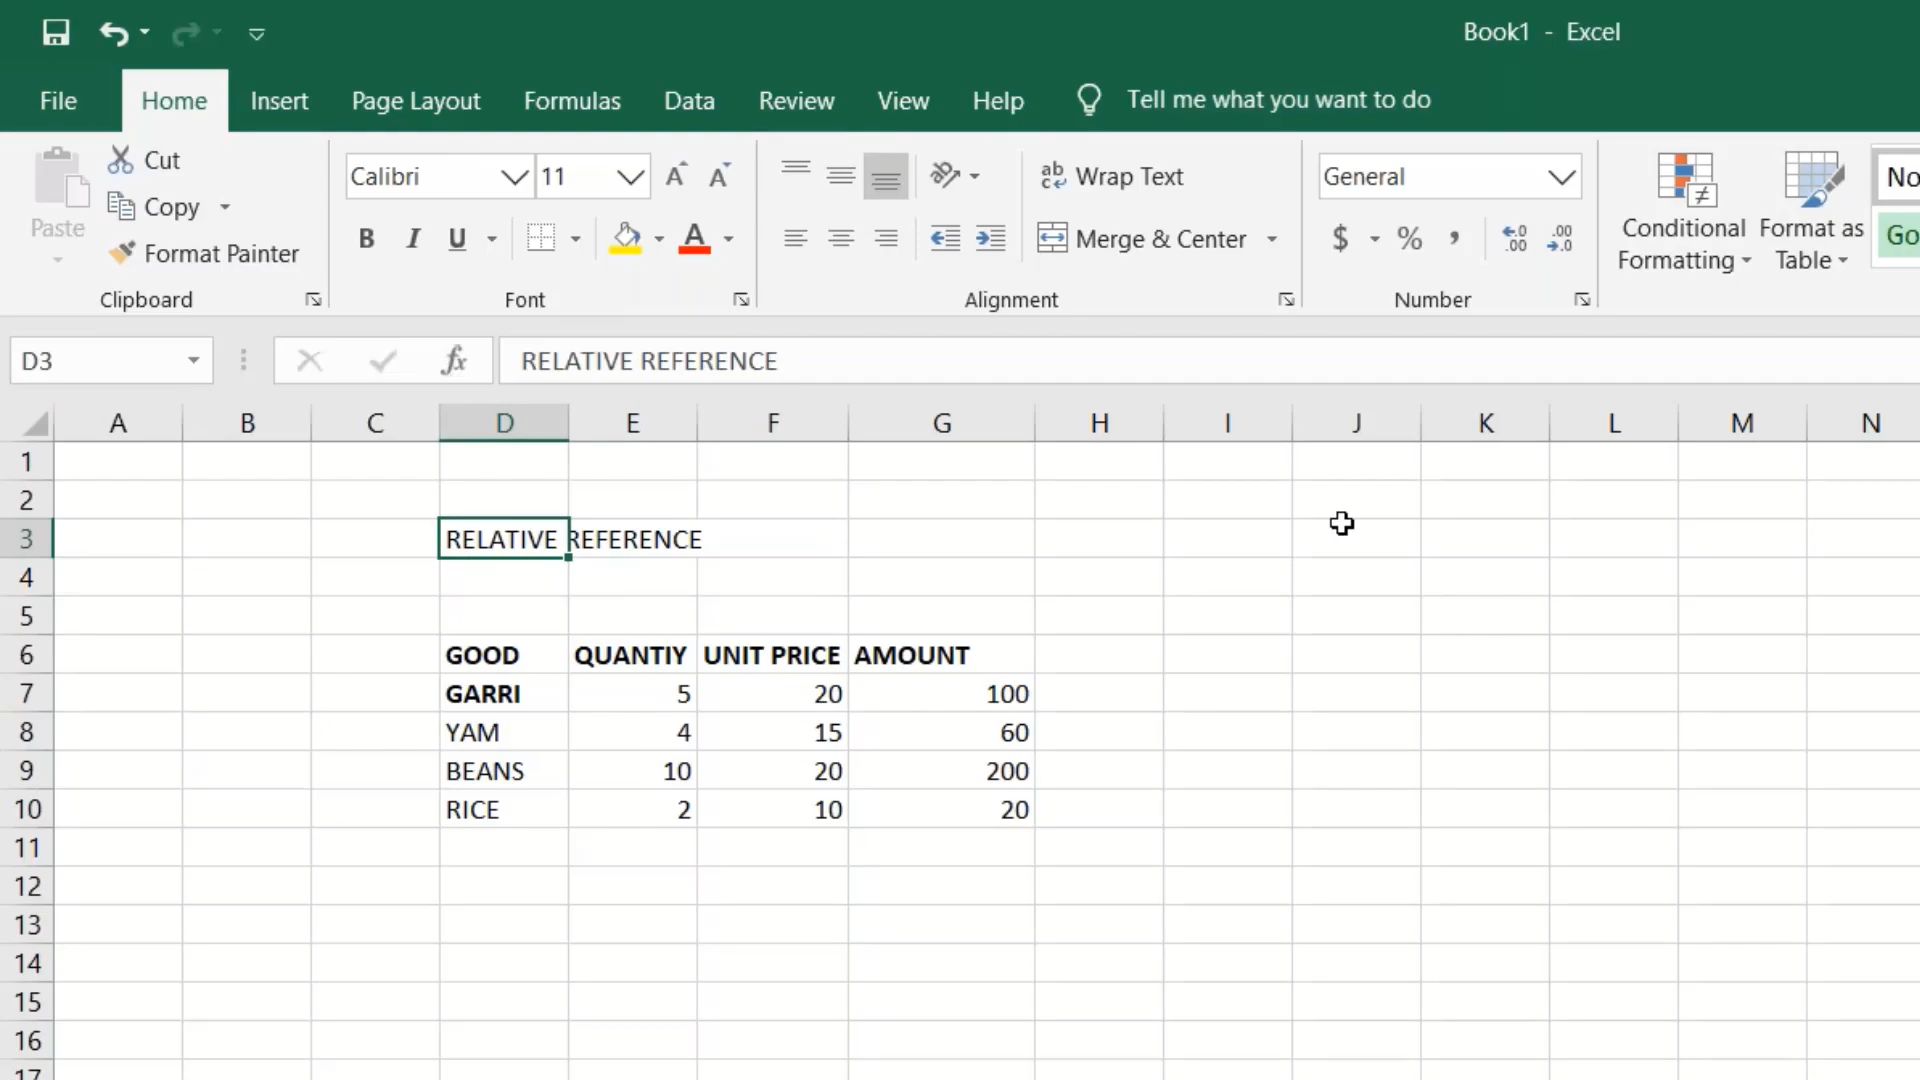 Book1 - Excel
File Home Insert Page Layout Formulas Data Review View Help Tell me what you want to do
Paste
Cut
Copy
Format Painter
Clipboard
Calibri 11 A A
B I U A
Font
ab
c
Wrap Text
Merge & Center
Alignment
General
$ % , .00 .00
Number
Conditional
Formatting
Format as
Table
No
Go
D3 fx RELATIVE REFERENCE
A B C D E F G H I J K L M N
1
2
3 RELATIVE REFERENCE
4
5
6 GOOD QUANTIY UNIT PRICE AMOUNT
7 GARRI 5 20 100
8 YAM 4 15 60
9 BEANS 10 20 200
10 RICE 2 10 20
11
12
13
14
15
16
17